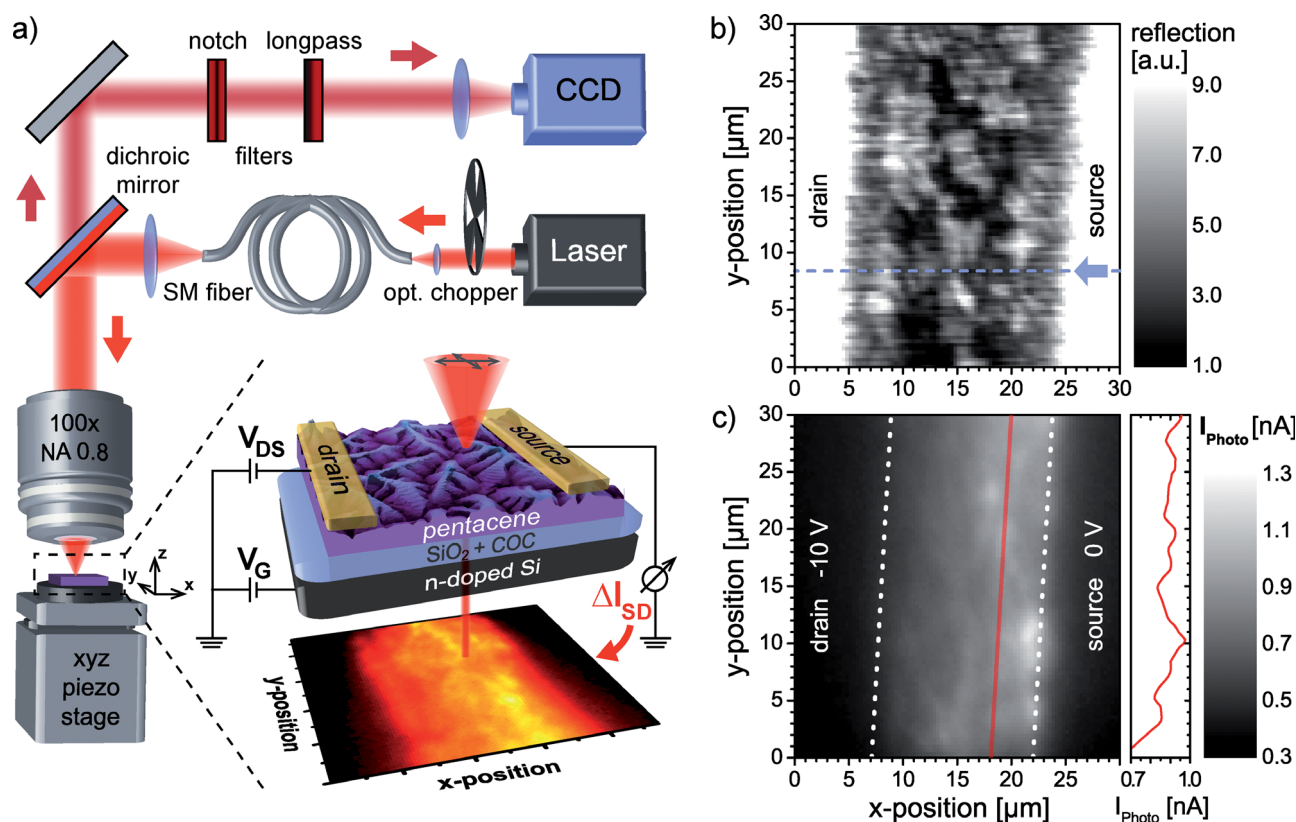 a)
notch
longpass
CCD
filters
dichroic
mirror
SM fiber
opt. chopper
Laser
100x
NA 0.8
z
y
x
xyz
piezo
stage
V_DS
V_G
drain
source
pentacene
SiO₂ + COC
n-doped Si
ΔI_SD
y-position
x-position
b)
30
25
20
15
10
5
0
y-position [µm]
drain
source
0 5 10 15 20 25 30
reflection
[a.u.]
9.0
7.0
5.0
3.0
1.0
c)
30
25
20
15
10
5
0
y-position [µm]
drain -10 V
source 0 V
0 5 10 15 20 25
x-position [µm]
0.7 1.0
I_Photo [nA]
I_Photo [nA]
1.3
1.1
0.9
0.7
0.5
0.3